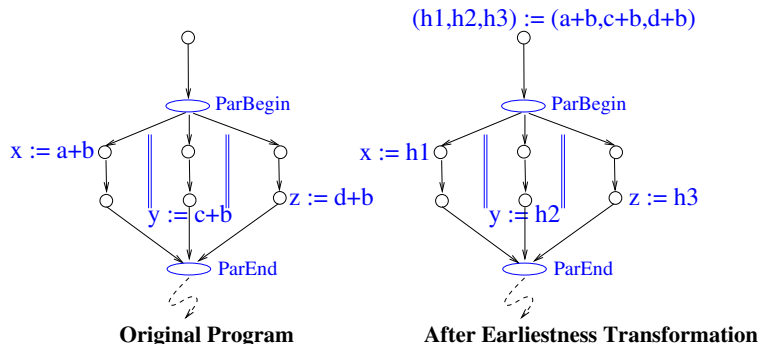 (h1,h2,h3) := (a+b,c+b,d+b)
ParBegin
ParBegin
x := a+b
x := h1
y := c+b
z := d+b
y := h2
z := h3
ParEnd
ParEnd
Original Program
After Earliestness Transformation